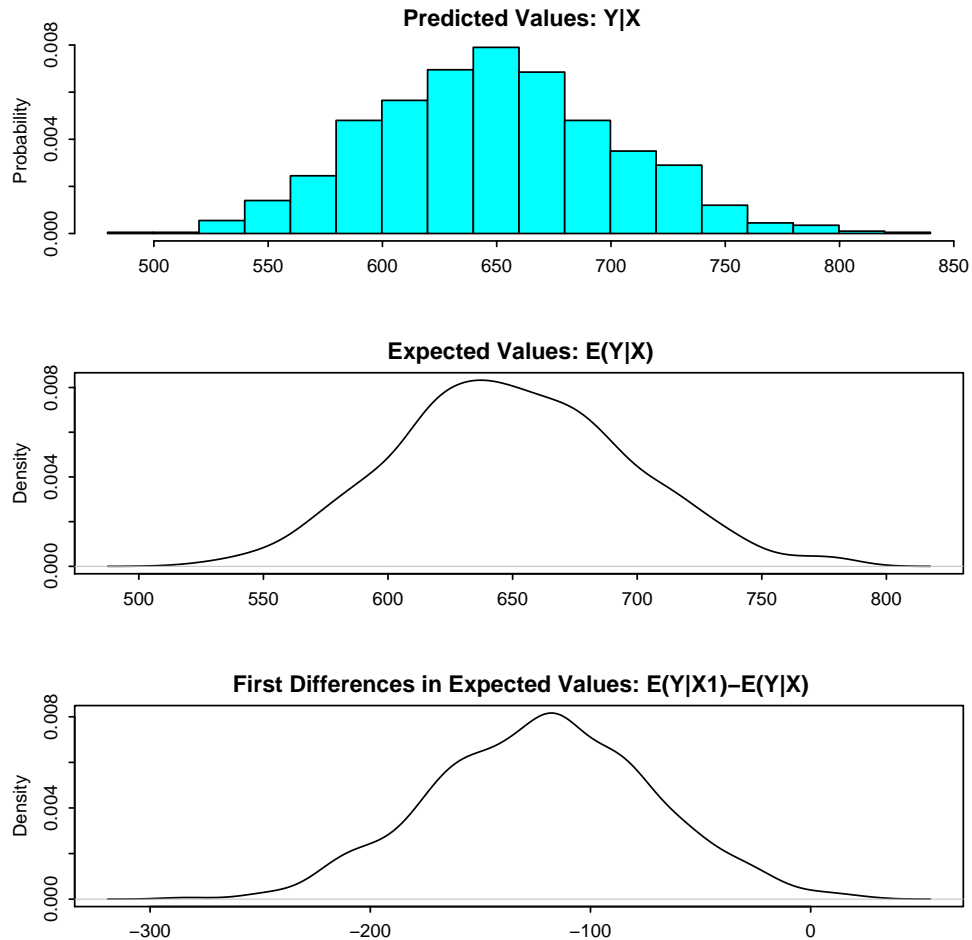 Predicted Values: Y|X
Probability
0.000 0.004 0.008
500 550 600 650 700 750 800 850
Expected Values: E(Y|X)
Density
0.000 0.004 0.008
500 550 600 650 700 750 800
First Differences in Expected Values: E(Y|X1)−E(Y|X)
Density
0.000 0.004 0.008
−300 −200 −100 0